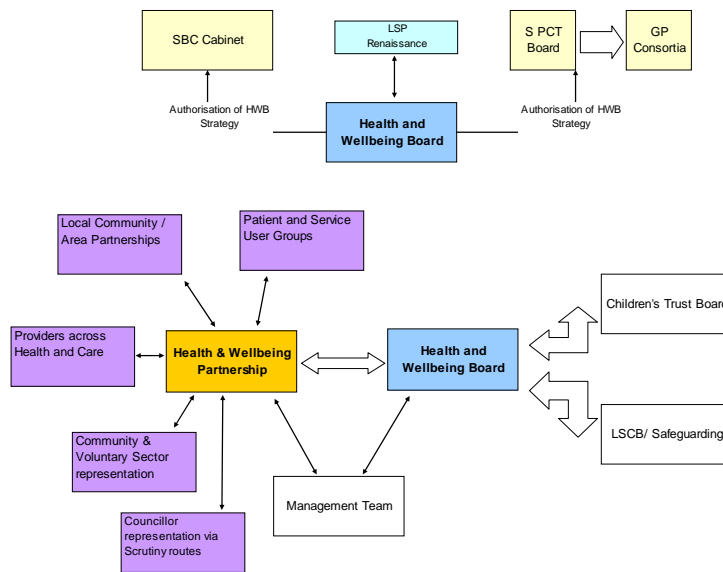 SBC Cabinet
LSP
Renaissance
S PCT
Board
GP
Consortia
Authorisation of HWB
Strategy
Health and
Wellbeing Board
Authorisation of HWB
Strategy
Local Community /
Area Partnerships
Patient and Service
User Groups
Children's Trust Board
Providers across
Health and Care
Health & Wellbeing
Partnership
Health and
Wellbeing Board
Community &
Voluntary Sector
representation
LSCB/ Safeguarding
Management Team
Councillor
representation via
Scrutiny routes